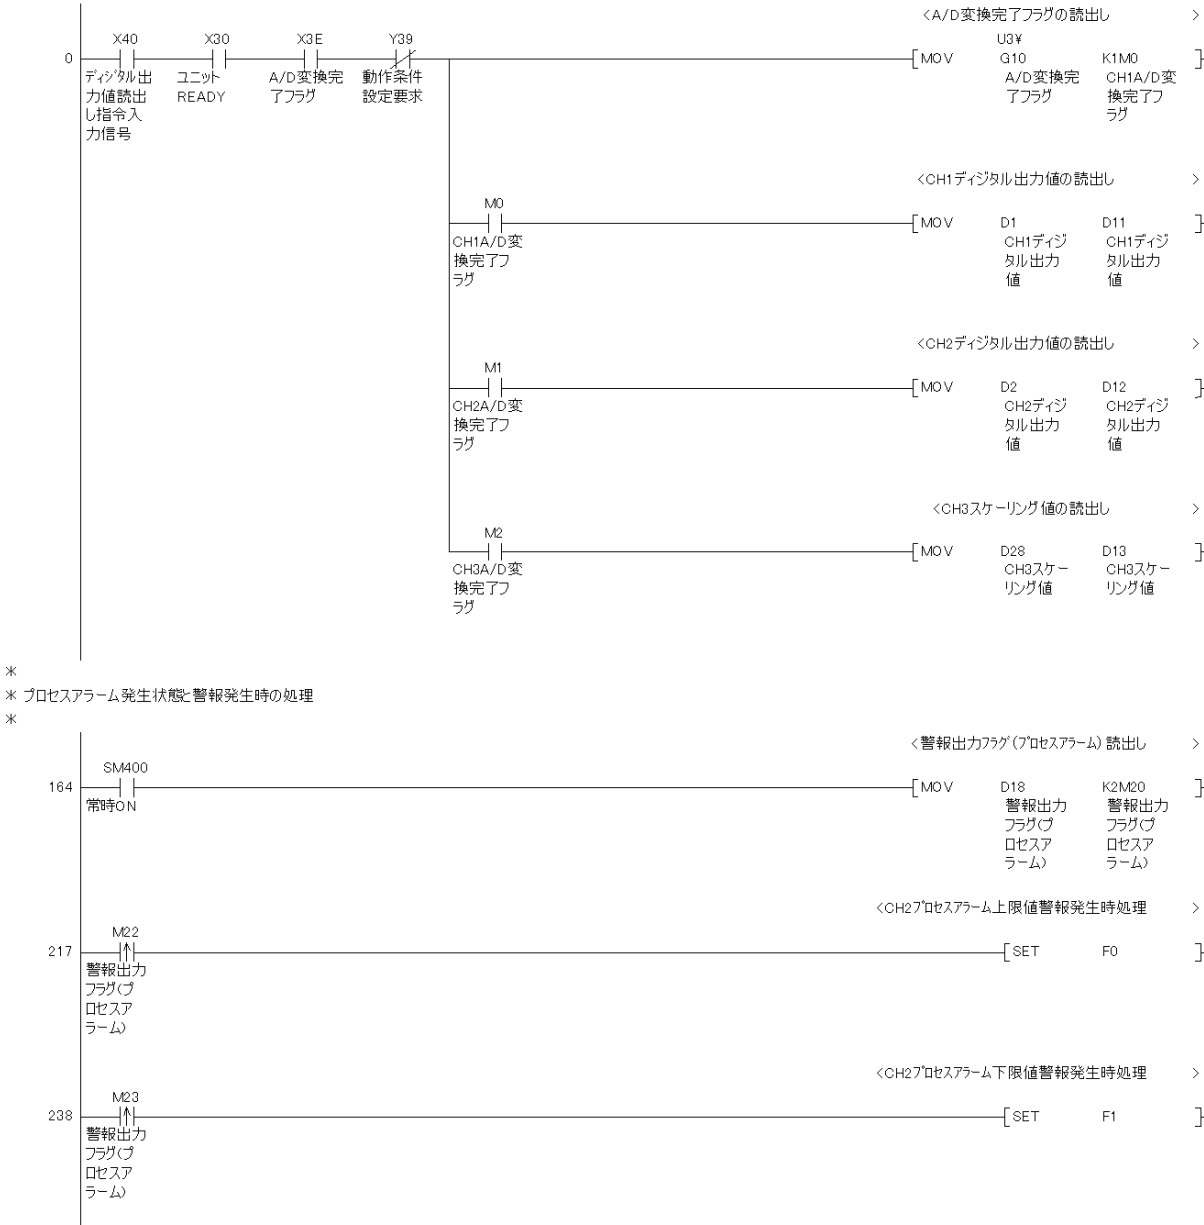 <A/D変換完了フラグの読出し >
X40 X30 X3E Y39 U3¥
0 MOV G10 K1M0
ディジタル出 ユニット A/D変換完 動作条件 A/D変換完 CH1A/D変
力値読出 READY 了フラグ 設定要求 了フラグ 換完了フ
し指令入 ラグ
力信号
<CH1ディジタル出力値の読出し >
M0
MOV D1 D11
CH1A/D変 CH1ディジ CH1ディジ
換完了フ タル出力 タル出力
ラグ 値 値
<CH2ディジタル出力値の読出し >
M1
MOV D2 D12
CH2A/D変 CH2ディジ CH2ディジ
換完了フ タル出力 タル出力
ラグ 値 値
<CH3スケーリング値の読出し >
M2
MOV D28 D13
CH3A/D変 CH3スケー CH3スケー
換完了フ リング値 リング値
ラグ
*
* プロセスアラーム発生状態と警報発生時の処理
*
<警報出力フラグ(プロセスアラーム)読出し >
SM400
164 MOV D18 K2M20
常時ON 警報出力 警報出力
フラグ(プ フラグ(プ
ロセスア ロセスア
ラーム) ラーム)
<CH2プロセスアラーム上限値警報発生時処理 >
M22
217 SET F0
警報出力
フラグ(プ
ロセスア
ラーム)
<CH2プロセスアラーム下限値警報発生時処理 >
M23
238 SET F1
警報出力
フラグ(プ
ロセスア
ラーム)